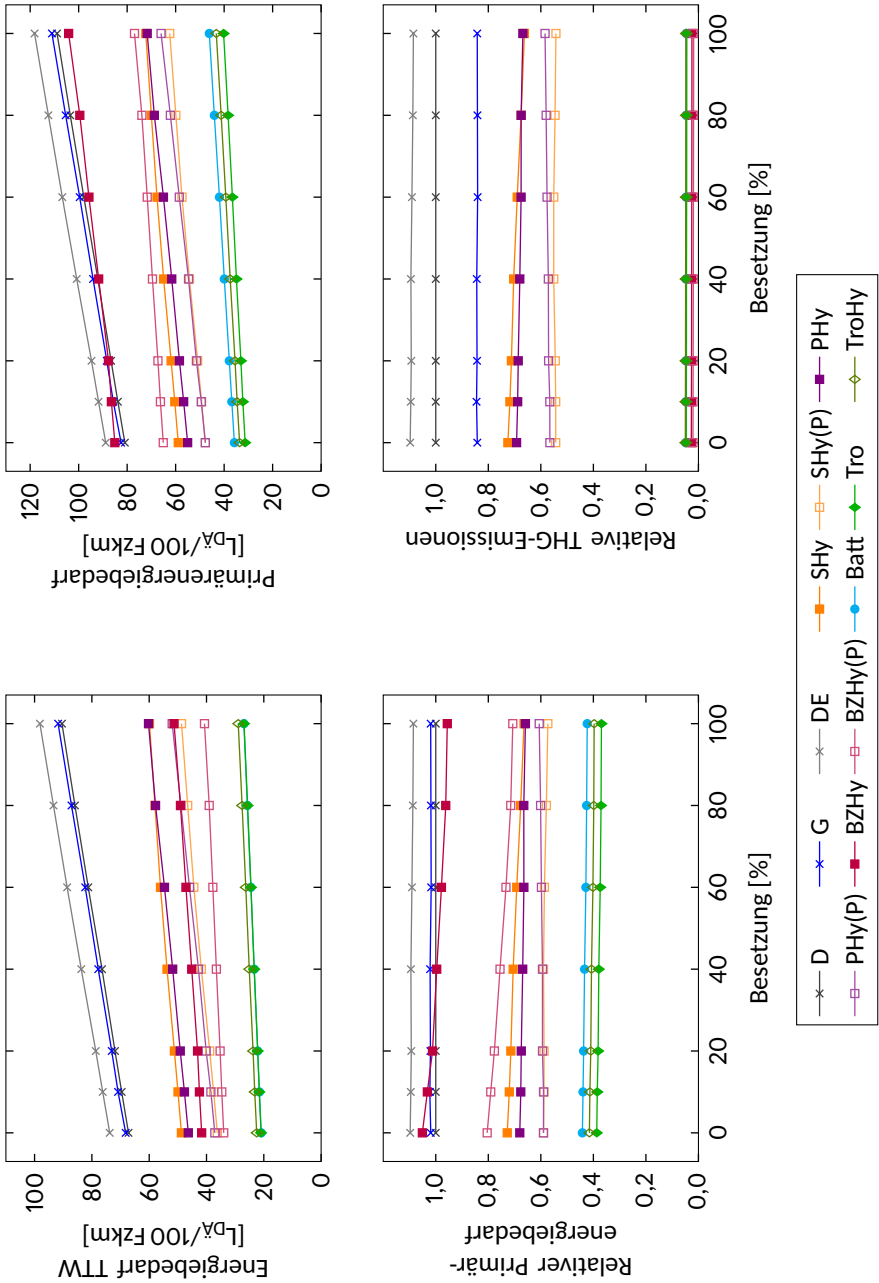 100
80
60
40
20
0
Energiebedarf TTW
[L_DÄ/100 Fzkm]
120
100
80
60
40
20
0
Primärenergiebedarf
[L_DÄ/100 Fzkm]
1,0
0,8
0,6
0,4
0,2
0,0
Relativer Primär-
energiebedarf
0 20 40 60 80 100
Besetzung [%]
1,0
0,8
0,6
0,4
0,2
0,0
Relative THG-Emissionen
0 20 40 60 80 100
Besetzung [%]
D G DE SHy SHy(P) PHy
PHy(P) BZHy BZHy(P) Batt Tro TroHy